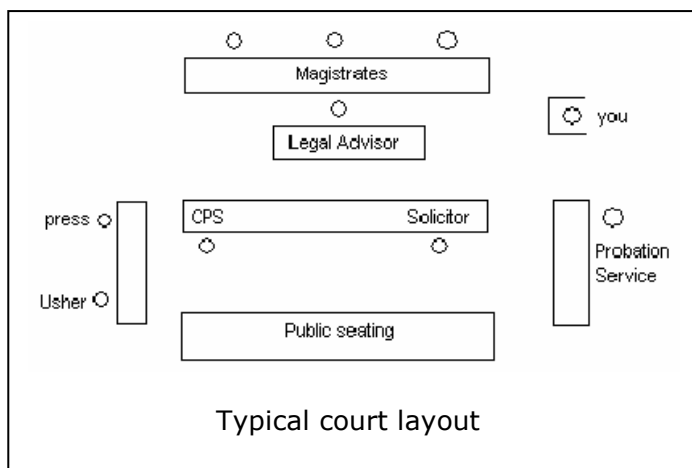 Magistrates
Legal Advisor
you
press
CPS
Solicitor
Probation
Service
Usher
Public seating
Typical court layout